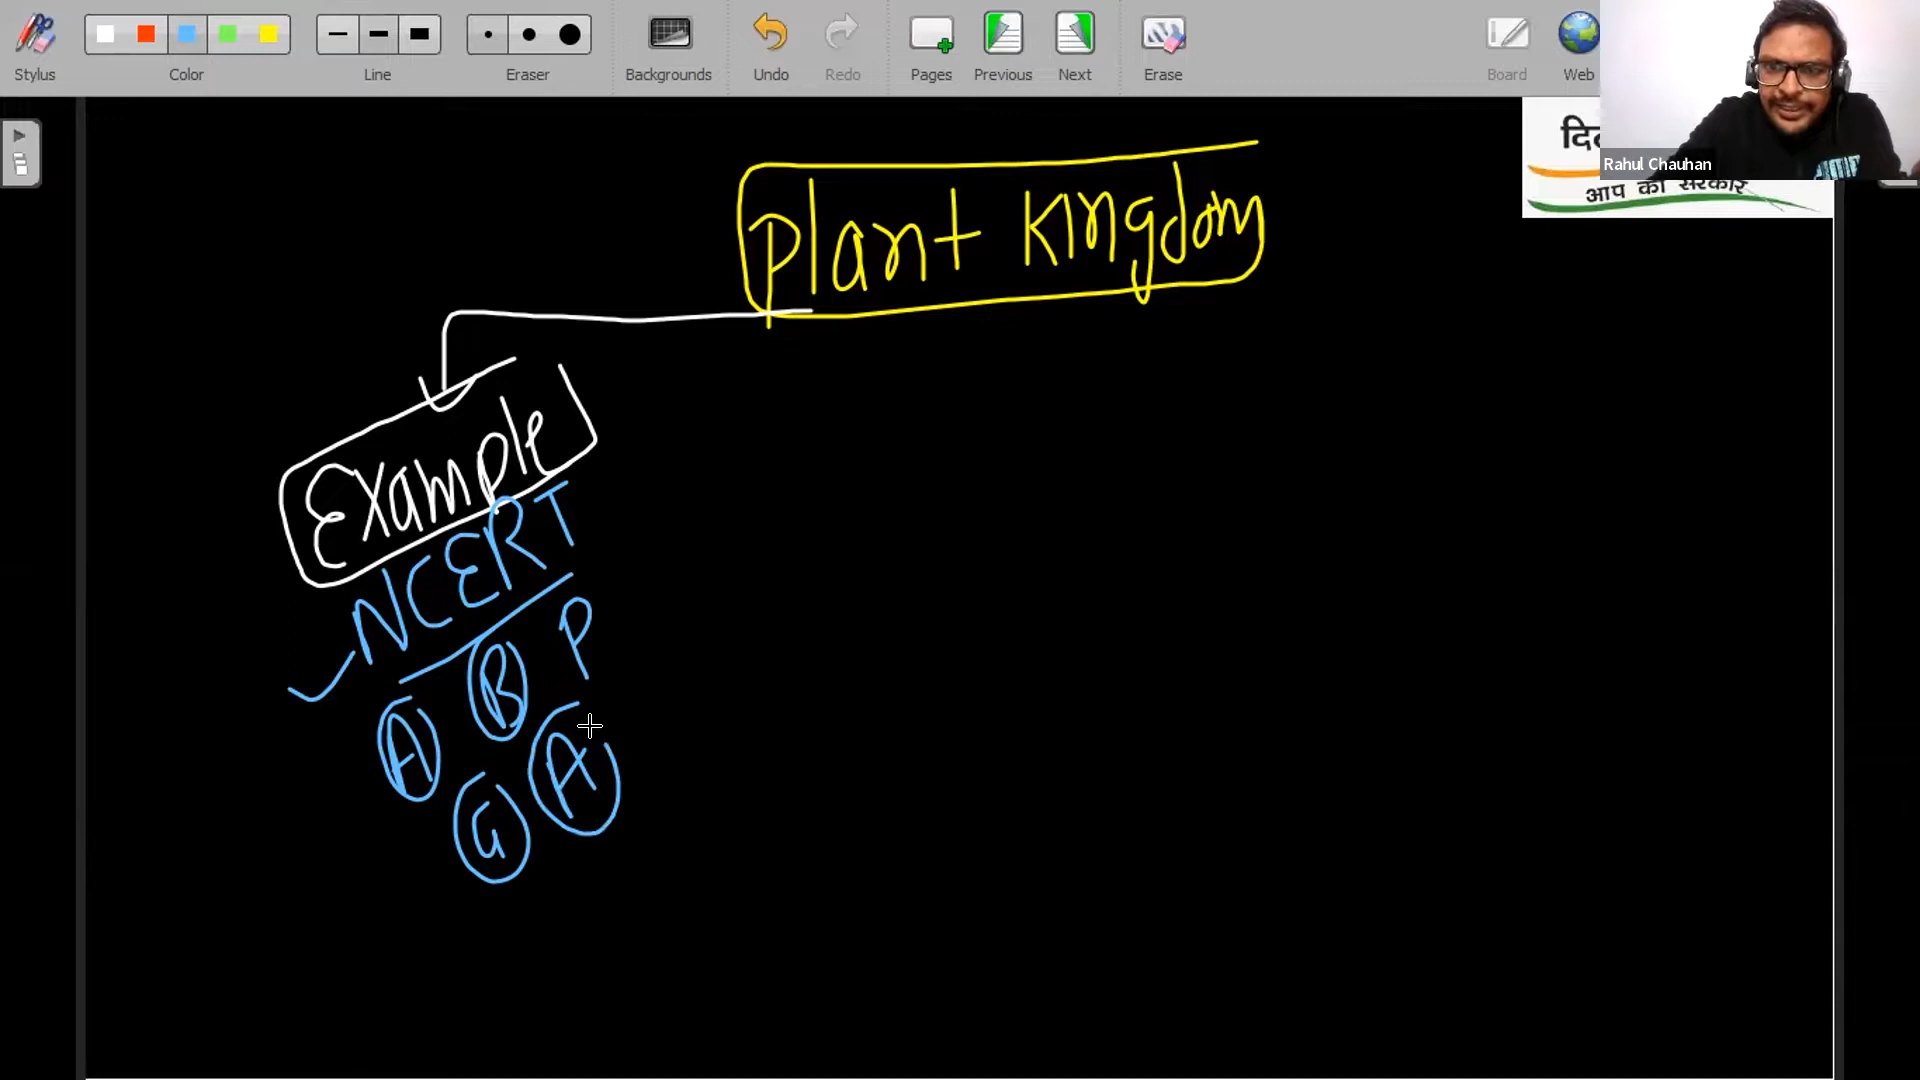 Stylus Color Line Eraser Backgrounds Undo Redo Pages Previous Next Erase Board Web
Rahul Chauhan
आप की सरकार
Plant Kingdom
Example
NCERT
A B P
G A